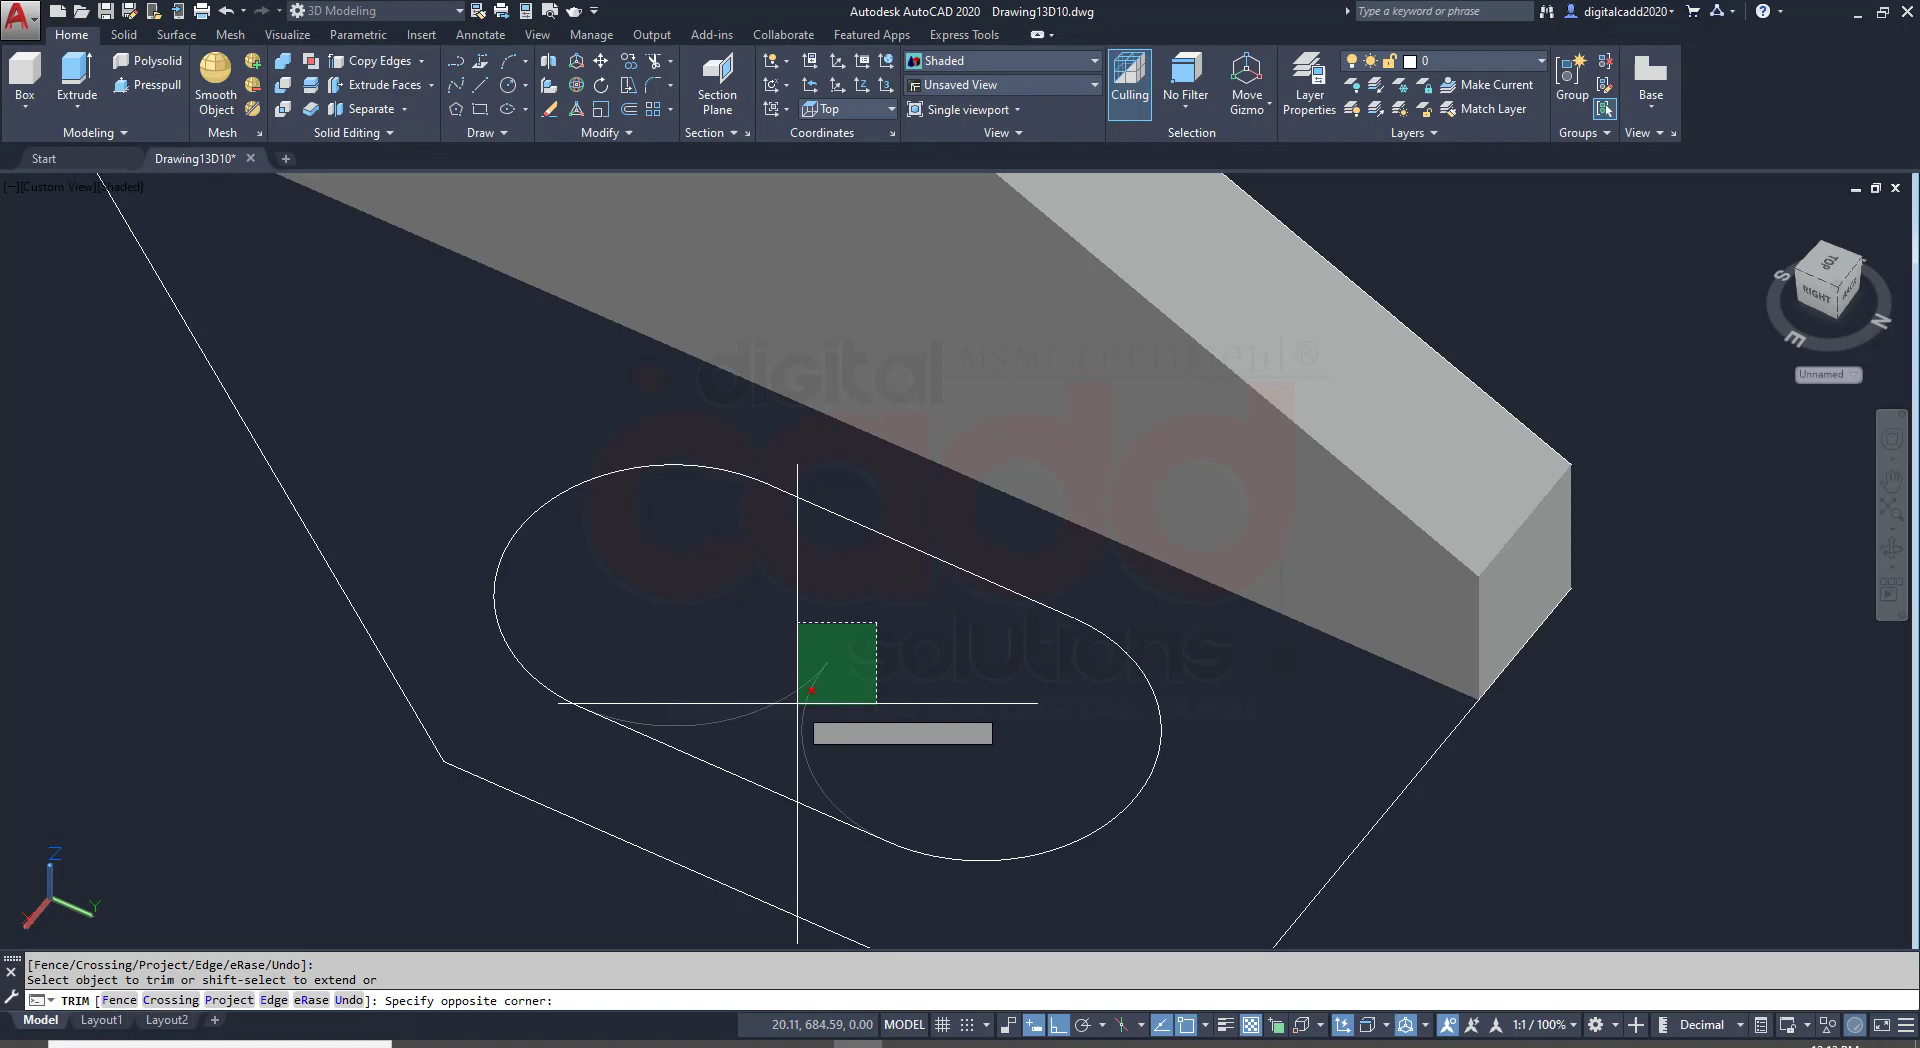 3D Modeling
Autodesk AutoCAD 2020 Drawing13D10.dwg
Type a keyword or phrase
digitalcadd2020
Home Solid Surface Mesh Visualize Parametric Insert Annotate View Manage Output Add-ins Collaborate Featured Apps Express Tools
Polysolid
Copy Edges
Shaded
0
Presspull
Extrude Faces
Unsaved View
Make Current
Separate
Top
Single viewport
Match Layer
Box
Extrude
Smooth Object
Section Plane
Culling
No Filter
Move Gizmo
Layer Properties
Group
Base
Modeling Mesh Solid Editing Draw Modify Section Coordinates View Selection Layers Groups View
Start Drawing13D10*
[−][Custom View][Shaded]
TOP
RIGHT
S
N
E
Unnamed
digital
cadd
solutions
Z
Y
X
[Fence/Crossing/Project/Edge/eRase/Undo]:
Select object to trim or shift-select to extend or
TRIM [Fence Crossing Project Edge eRase Undo]: Specify opposite corner:
Model Layout1 Layout2 +
20.11, 684.59, 0.00 MODEL
1:1 / 100%
Decimal